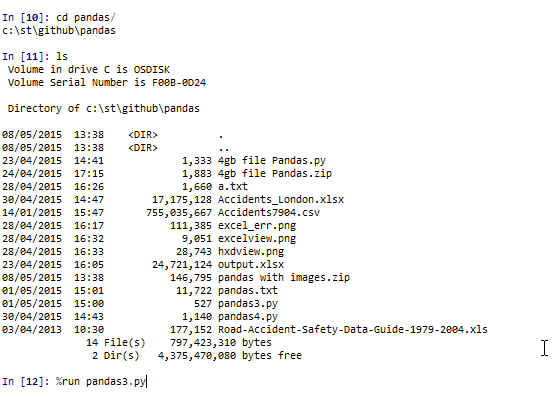 In [10]: cd pandas/
c:\st\github\pandas
In [11]: ls
Volume in drive C is OSDISK
Volume Serial Number is F00B-0D24
Directory of c:\st\github\pandas
08/05/2015  13:38    <DIR>          .
08/05/2015  13:38    <DIR>          ..
23/04/2015  14:41             1,333 4gb file Pandas.py
24/04/2015  17:15             1,883 4gb file Pandas.zip
28/04/2015  16:26             1,660 a.txt
30/04/2015  14:47        17,175,128 Accidents_London.xlsx
14/01/2015  15:47       755,035,667 Accidents7904.csv
28/04/2015  16:17           111,385 excel_err.png
28/04/2015  16:32             9,051 excelview.png
28/04/2015  16:33            28,743 hxdview.png
23/04/2015  16:05        24,721,124 output.xlsx
08/05/2015  13:38           146,795 pandas with images.zip
01/05/2015  15:01            11,722 pandas.txt
01/05/2015  15:00               527 pandas3.py
30/04/2015  14:43             1,140 pandas4.py
03/04/2013  10:30           177,152 Road-Accident-Safety-Data-Guide-1979-2004.xls
14 File(s)    797,423,310 bytes
2 Dir(s)   4,375,470,080 bytes free
In [12]: %run pandas3.py